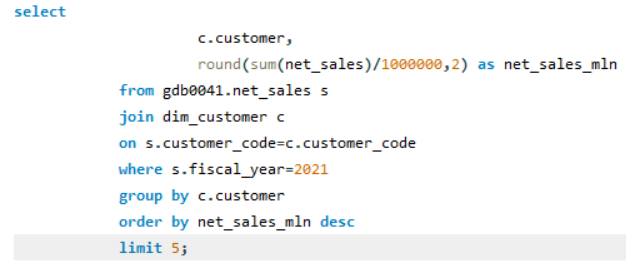 select
c.customer,
round(sum(net_sales)/1000000,2) as net_sales_mln
from gdb0041.net_sales s
join dim_customer c
on s.customer_code=c.customer_code
where s.fiscal_year=2021
group by c.customer
order by net_sales_mln desc
limit 5;